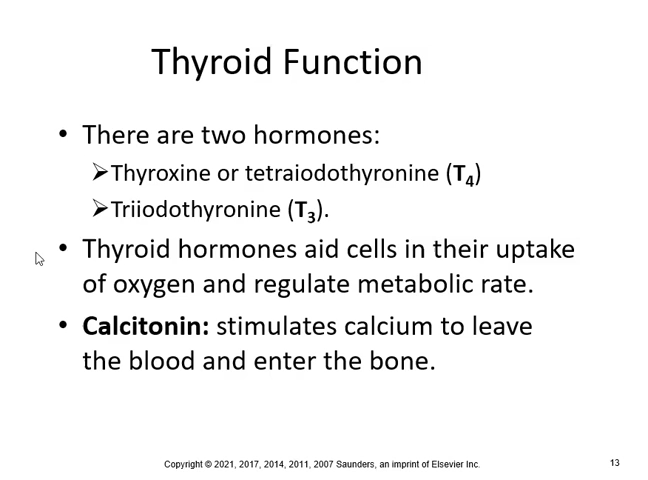 Thyroid Function
• There are two hormones:
➢Thyroxine or tetraiodothyronine (T4)
➢Triiodothyronine (T3).
• Thyroid hormones aid cells in their uptake
of oxygen and regulate metabolic rate.
• Calcitonin: stimulates calcium to leave
the blood and enter the bone.
Copyright © 2021, 2017, 2014, 2011, 2007 Saunders, an imprint of Elsevier Inc.
13